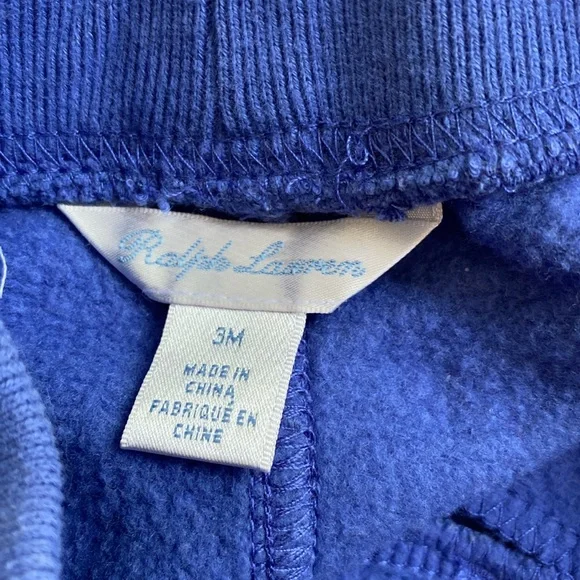 Ralph Lauren
3M
MADE IN
CHINA
FABRIQUÉ EN
CHINE